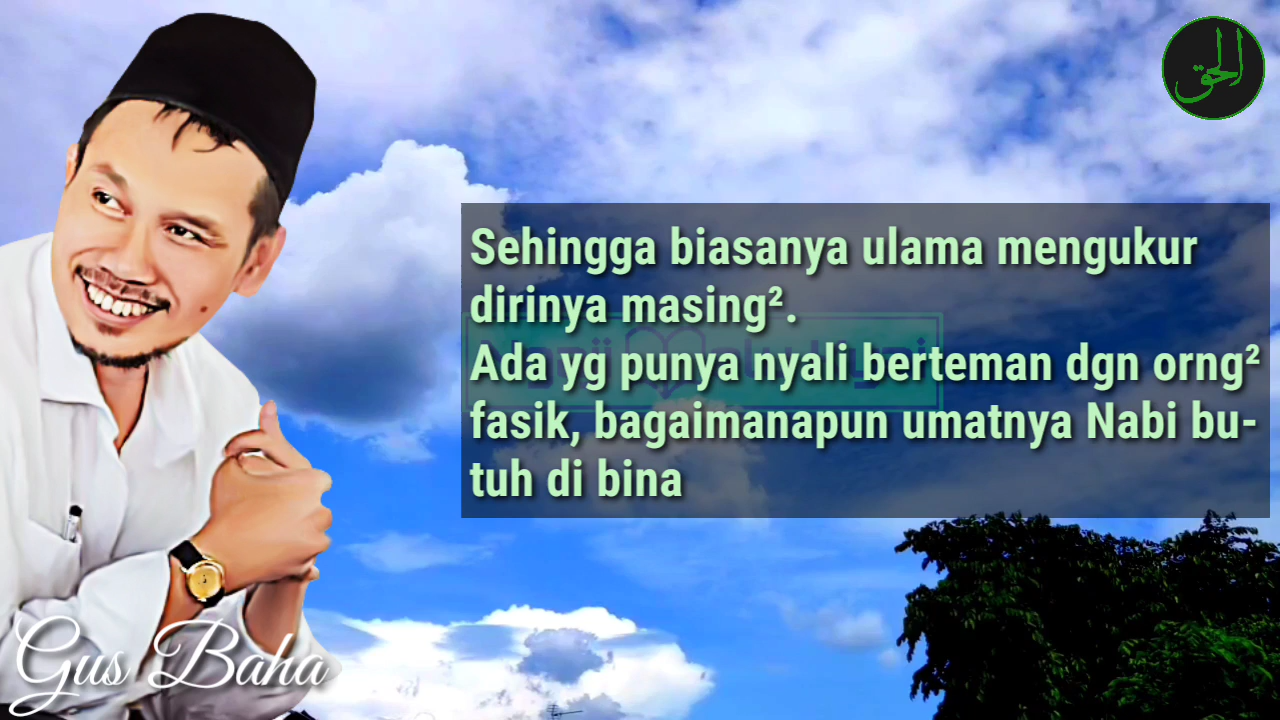 الحق
Sehingga biasanya ulama mengukur
dirinya masing².
Ada yg punya nyali berteman dgn orng²
fasik, bagaimanapun umatnya Nabi bu-
tuh di bina
Gus Baha